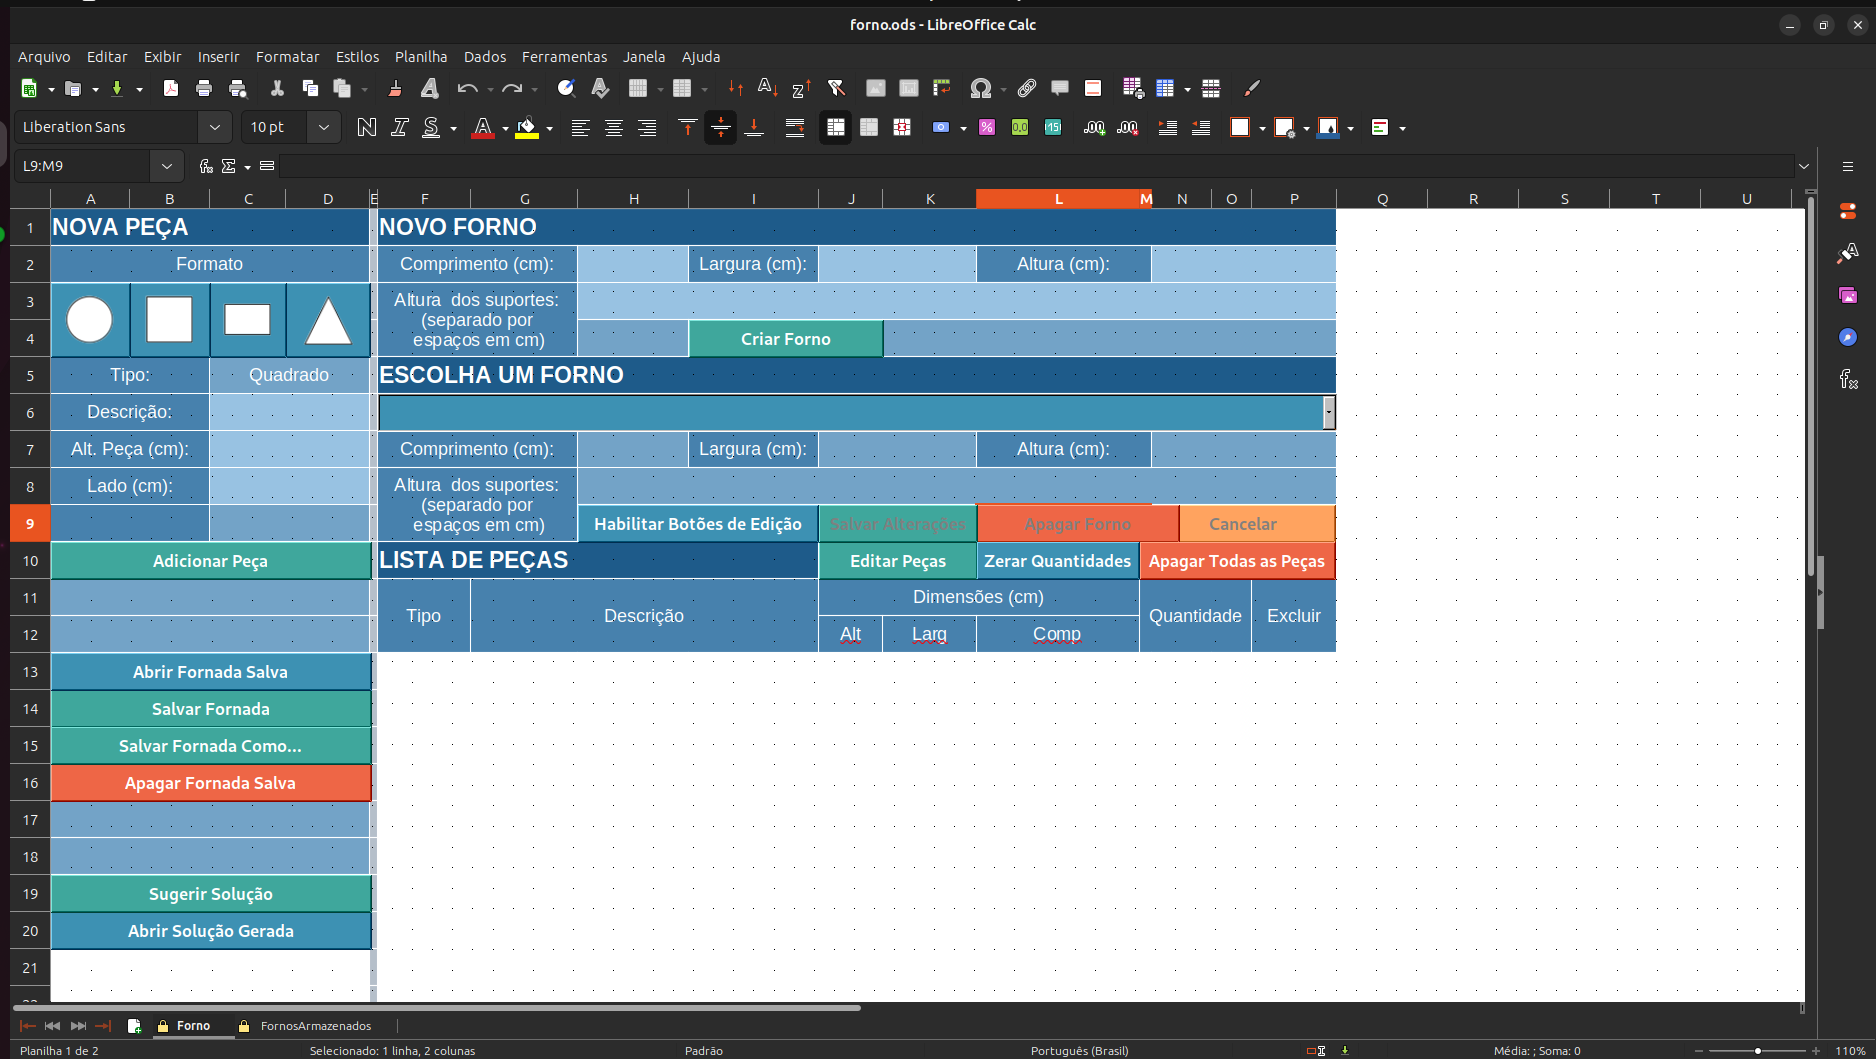 forno.ods - LibreOffice Calc
Arquivo Editar Exibir Inserir Formatar Estilos Planilha Dados Ferramentas Janela Ajuda
Liberation Sans 10 pt
L9:M9
A B C D E F G H I J K L M N O P Q R S T U
1 NOVA PEÇA NOVO FORNO
2 Formato Comprimento (cm): Largura (cm): Altura (cm):
3 Altura dos suportes:
(separado por
4 espaços em cm) Criar Forno
5 Tipo: Quadrado ESCOLHA UM FORNO
6 Descrição:
7 Alt. Peça (cm): Comprimento (cm): Largura (cm): Altura (cm):
8 Lado (cm): Altura dos suportes:
(separado por
9 espaços em cm) Habilitar Botões de Edição Salvar Alterações Apagar Forno Cancelar
10 Adicionar Peça LISTA DE PEÇAS Editar Peças Zerar Quantidades Apagar Todas as Peças
11 Dimensões (cm)
Tipo Descrição Quantidade Excluir
12 Alt Larg Comp
13 Abrir Fornada Salva
14 Salvar Fornada
15 Salvar Fornada Como...
16 Apagar Fornada Salva
17
18
19 Sugerir Solução
20 Abrir Solução Gerada
21
Forno FornosArmazenados
Planilha 1 de 2 Selecionado: 1 linha, 2 colunas Padrão Português (Brasil) Média: ; Soma: 0 110%